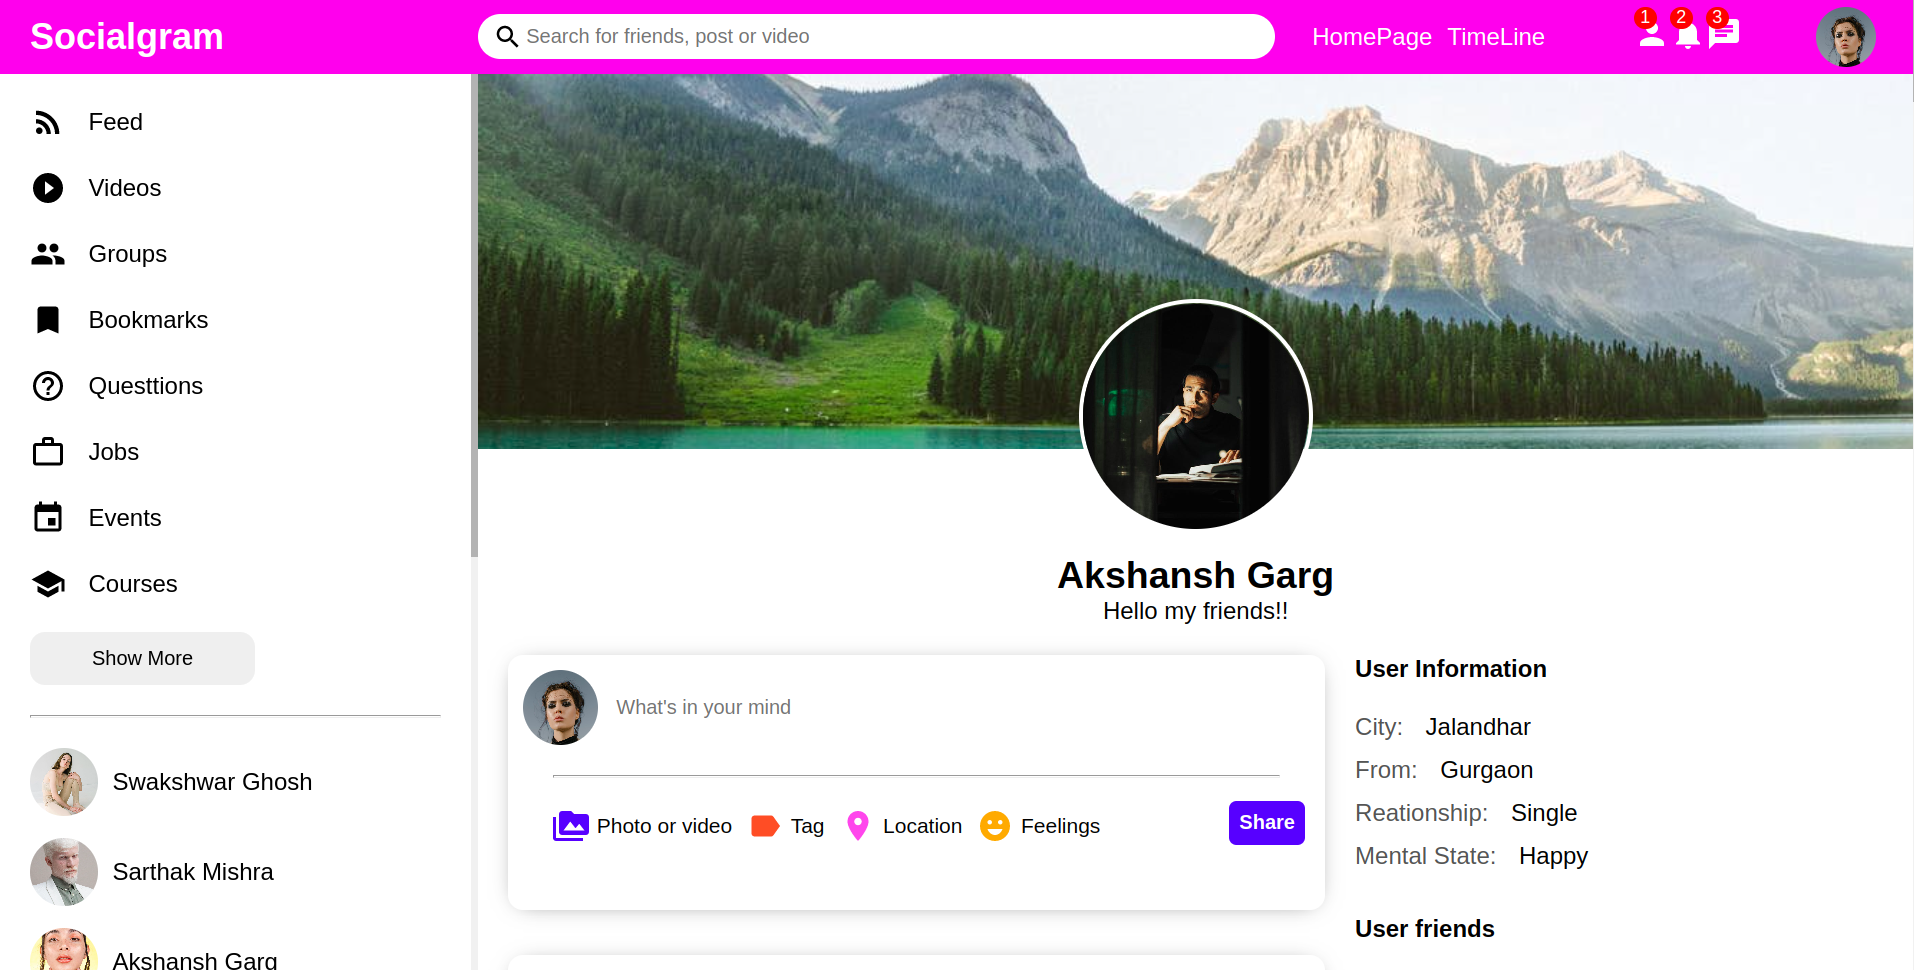 Socialgram
Search for friends, post or video
HomePage TimeLine
1 2 3
Feed
Videos
Groups
Bookmarks
Questtions
Jobs
Events
Courses
Show More
Swakshwar Ghosh
Sarthak Mishra
Akshansh Garg
Akshansh Garg
Hello my friends!!
What's in your mind
Photo or video Tag Location Feelings Share
User Information
City: Jalandhar
From: Gurgaon
Reationship: Single
Mental State: Happy
User friends